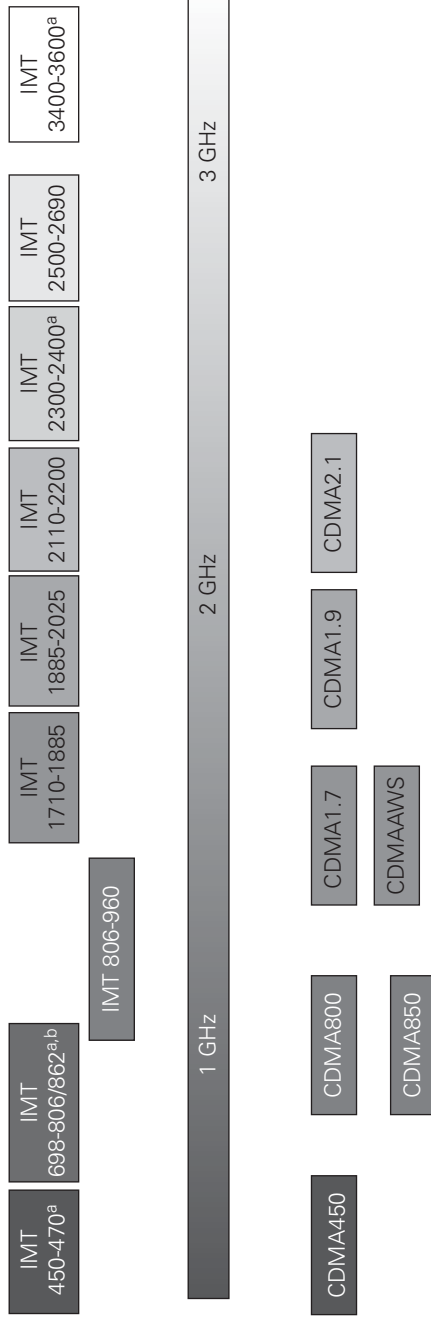 IMT
450-470ᵃ
IMT
698-806/862ᵃ,ᵇ
IMT 806-960
IMT
1710-1885
IMT
1885-2025
IMT
2110-2200
IMT
2300-2400ᵃ
IMT
2500-2690
IMT
3400-3600ᵃ
1 GHz
2 GHz
3 GHz
CDMA450
CDMA800
CDMA1.7
CDMA1.9
CDMA2.1
CDMAAWS
CDMA850